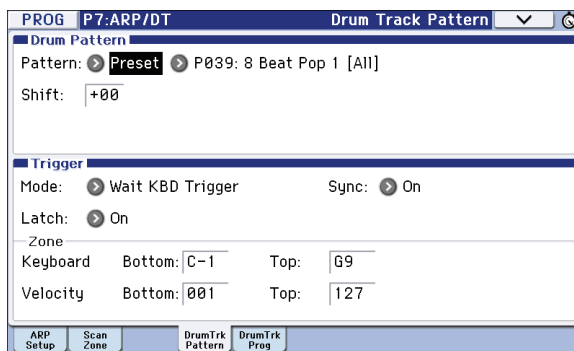 PROG P7:ARP/DT Drum Track Pattern
Drum Pattern
Pattern: Preset P039: 8 Beat Pop 1 [All]
Shift: +00
Trigger
Mode: Wait KBD Trigger Sync: On
Latch: On
Zone
Keyboard Bottom: C-1 Top: G9
Velocity Bottom: 001 Top: 127
ARP Setup Scan Zone DrumTrk Pattern DrumTrk Prog